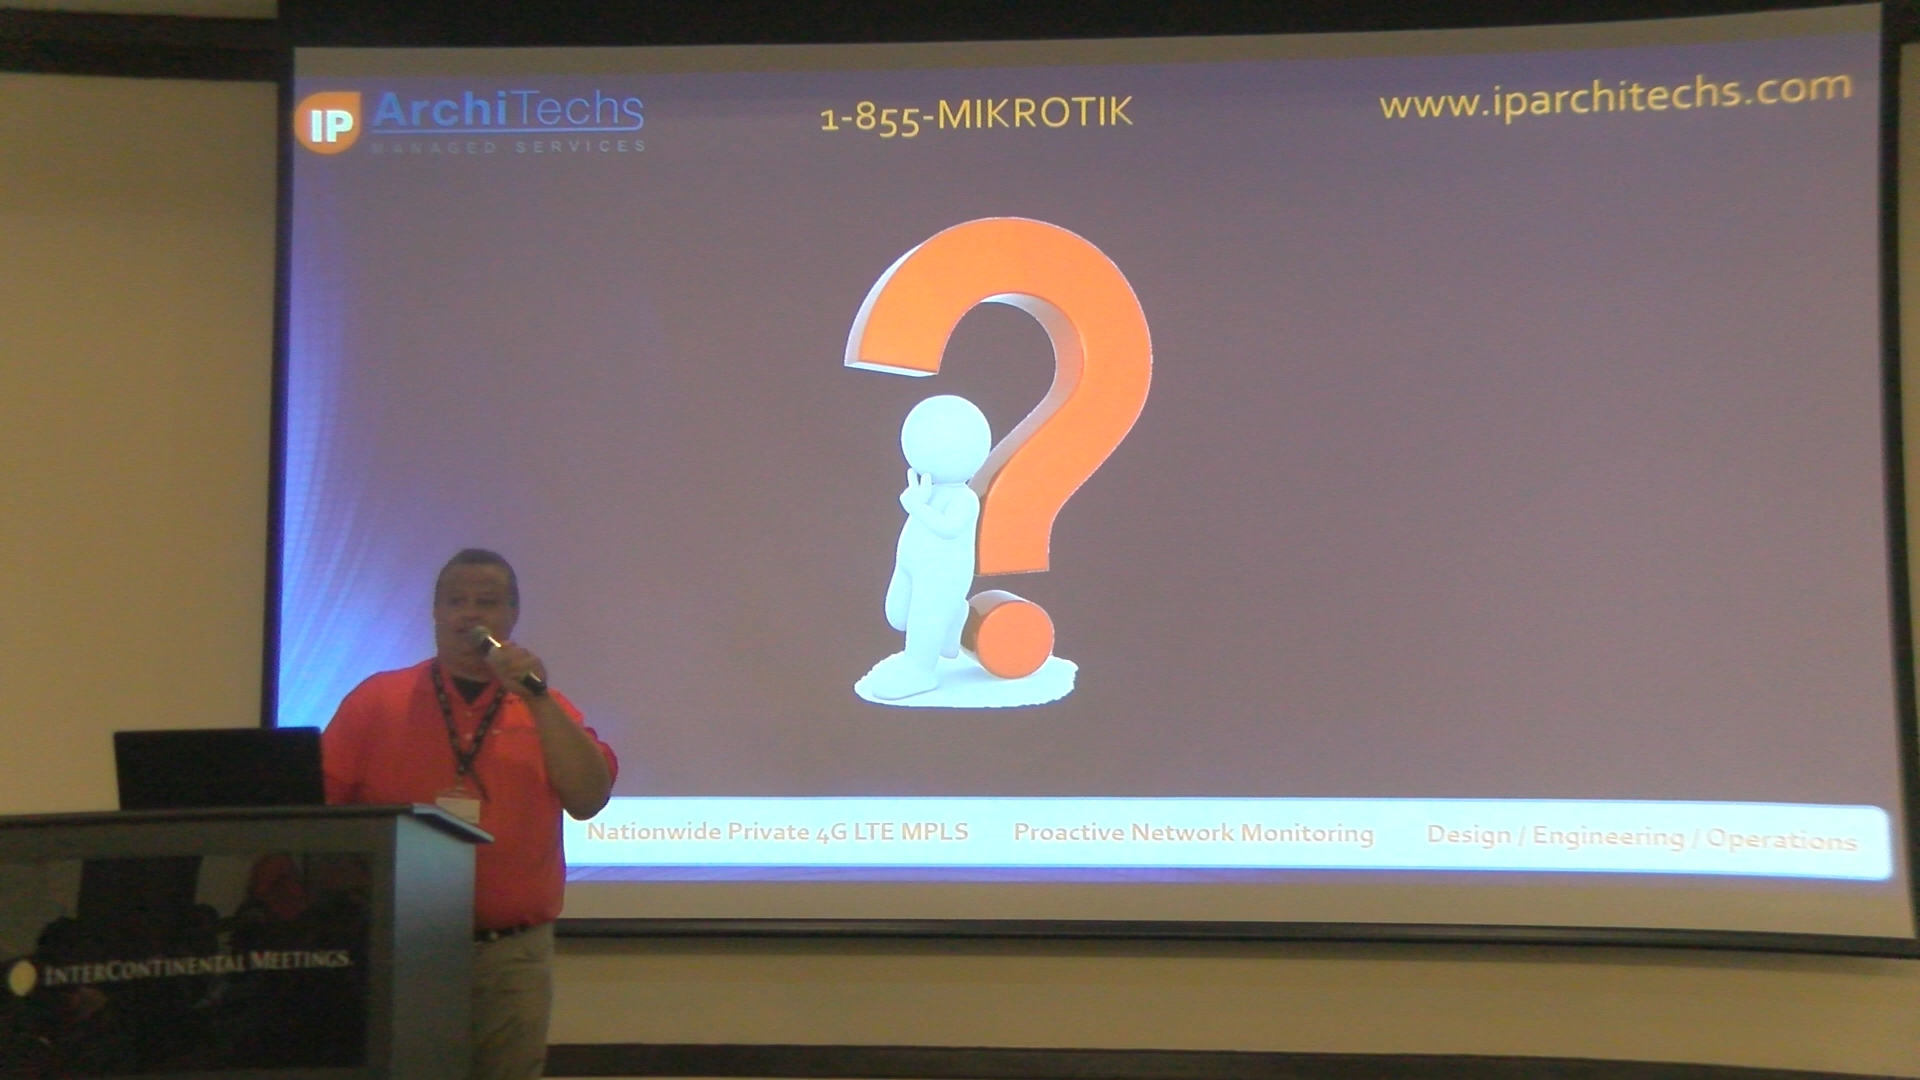 IP ArchiTechs
MANAGED SERVICES
1-855-MIKROTIK
www.iparchitechs.com
Nationwide Private 4G LTE MPLS
Proactive Network Monitoring
Design / Engineering / Operations
INTERCONTINENTAL MEETINGS